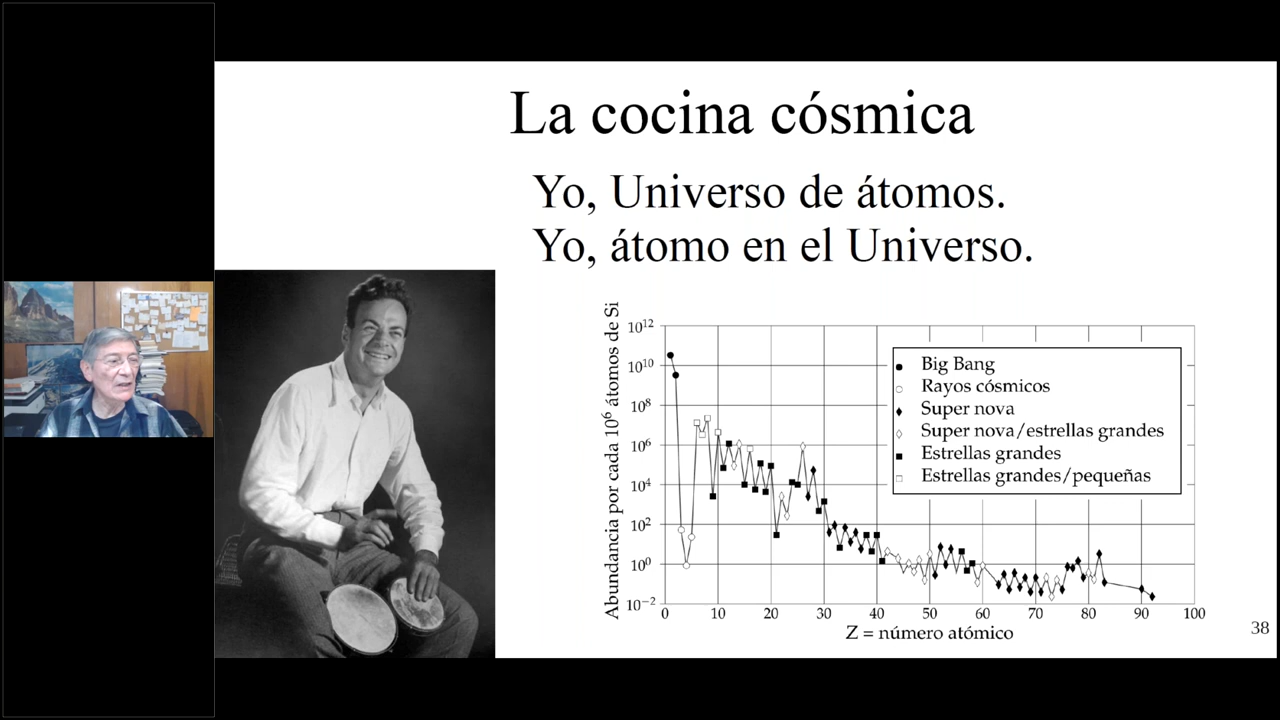 La cocina cósmica
Yo, Universo de átomos.
Yo, átomo en el Universo.
Abundancia por cada 10⁶ átomos de Si
10¹²
10¹⁰
10⁸
10⁶
10⁴
10²
10⁰
10⁻²
Big Bang
Rayos cósmicos
Super nova
Super nova/estrellas grandes
Estrellas grandes
Estrellas grandes/pequeñas
0 10 20 30 40 50 60 70 80 90 100
Z = número atómico
38